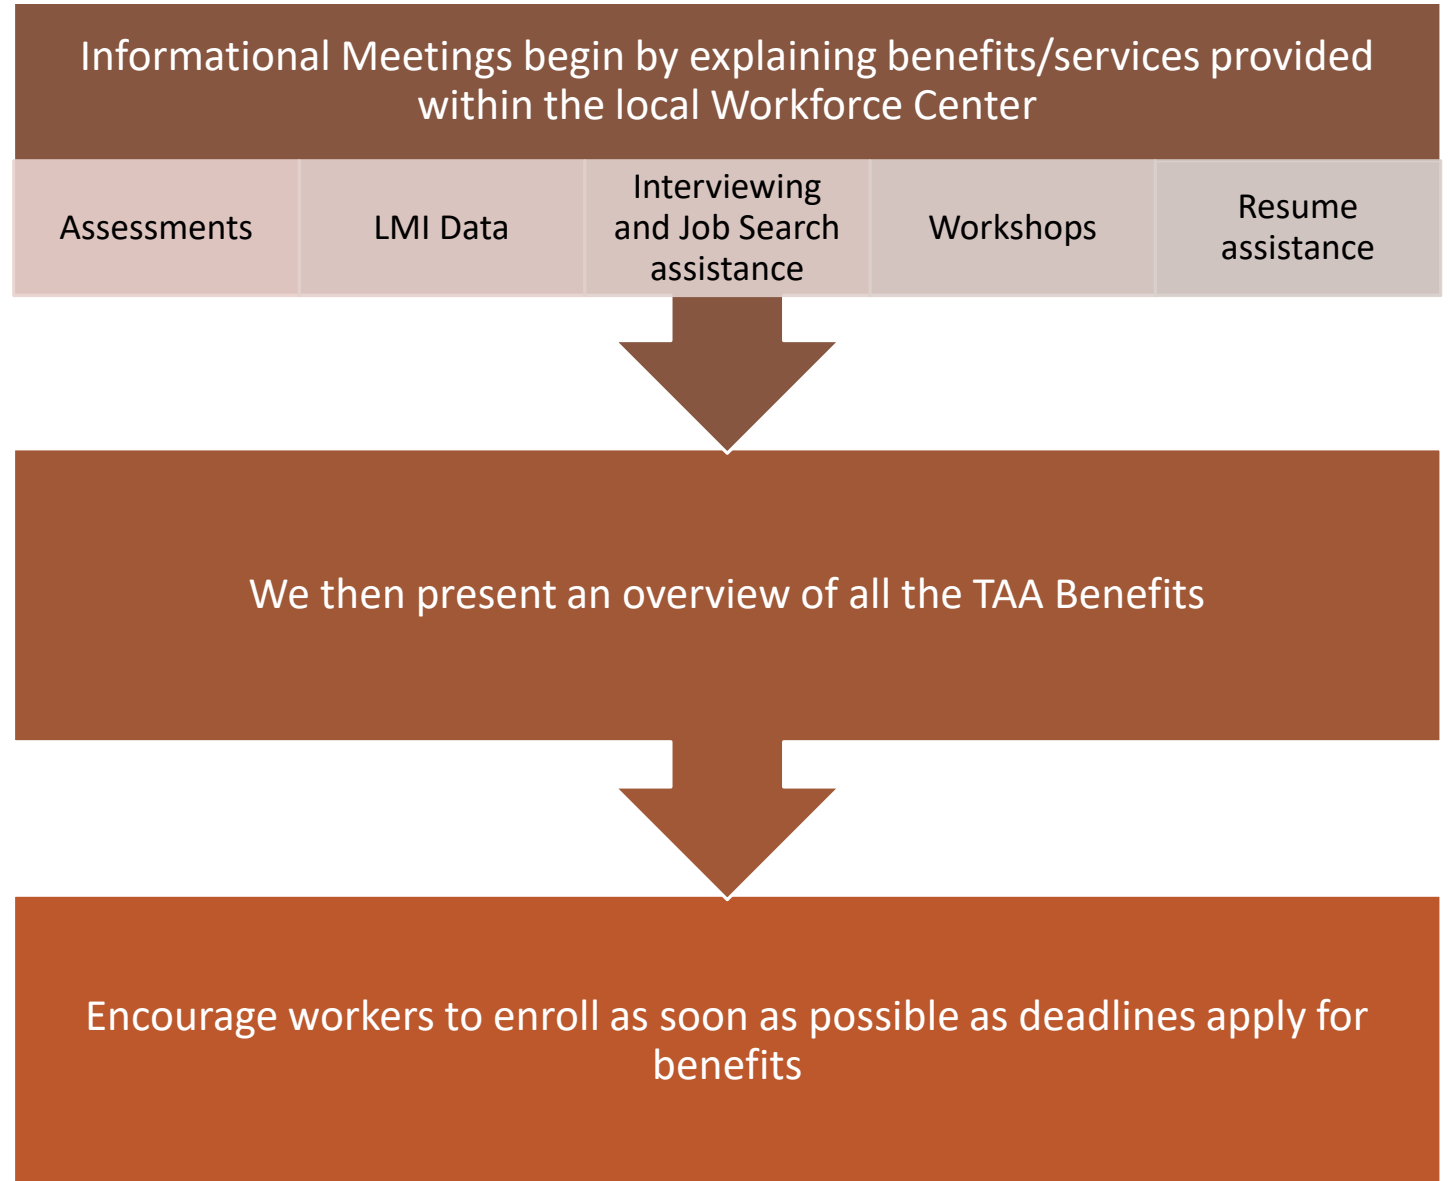 Informational Meetings begin by explaining benefits/services provided
within the local Workforce Center
Assessments
LMI Data
Interviewing
and Job Search
assistance
Workshops
Resume
assistance
We then present an overview of all the TAA Benefits
Encourage workers to enroll as soon as possible as deadlines apply for
benefits